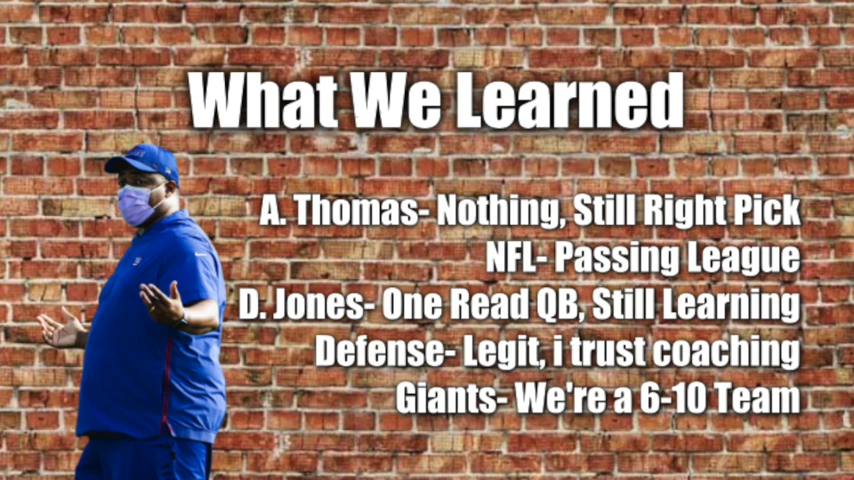 What We Learned
A. Thomas- Nothing, Still Right Pick
NFL- Passing League
D. Jones- One Read QB, Still Learning
Defense- Legit, i trust coaching
Giants- We're a 6-10 Team